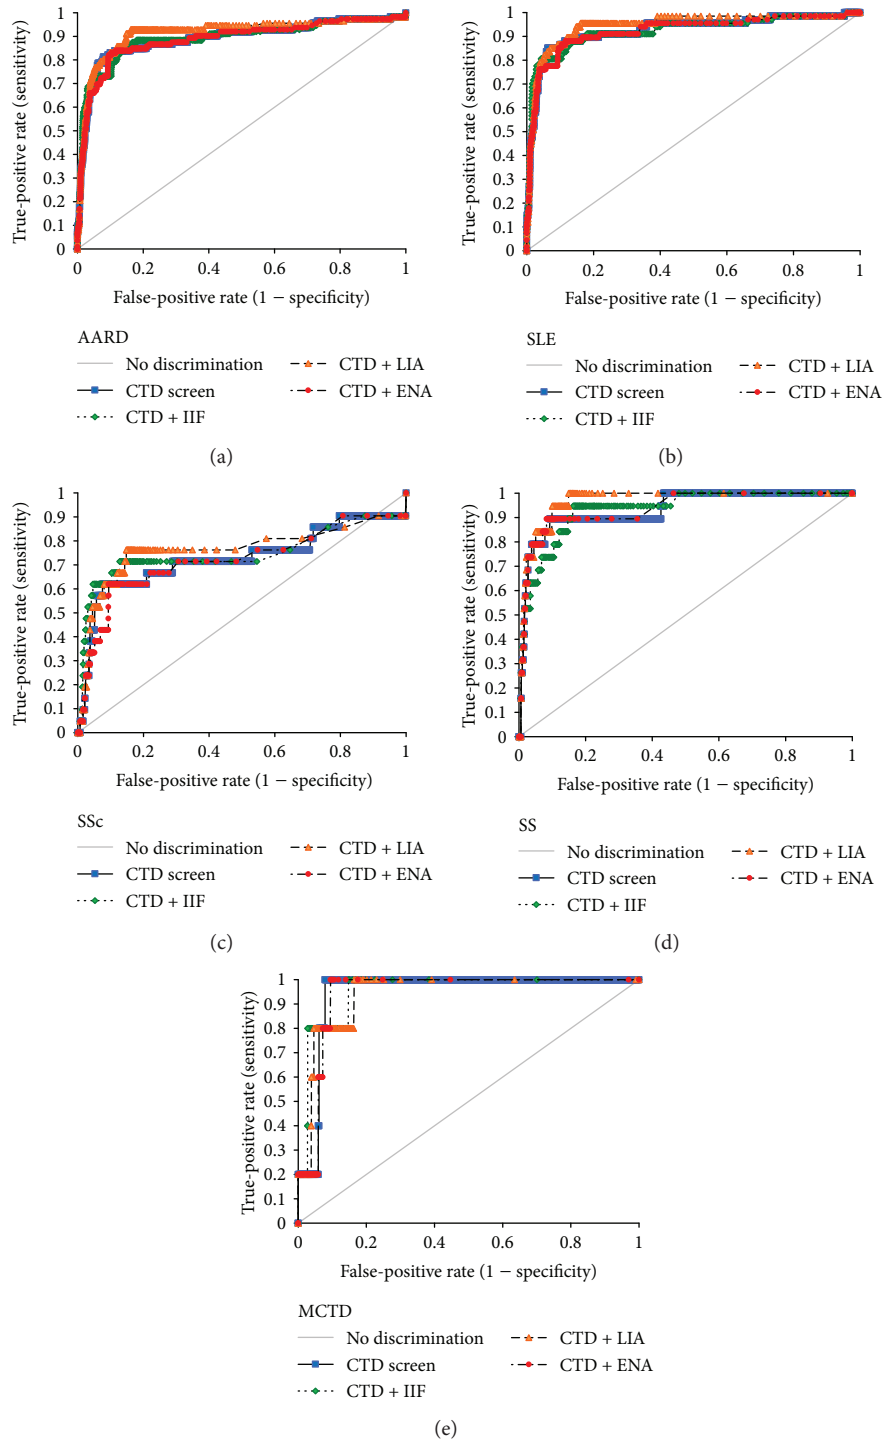 True-positive rate (sensitivity)
1
0.9
0.8
0.7
0.6
0.5
0.4
0.3
0.2
0.1
0
0 0.2 0.4 0.6 0.8 1
False-positive rate (1 − specificity)
AARD
No discrimination
CTD screen
CTD + IIF
CTD + LIA
CTD + ENA
(a)
True-positive rate (sensitivity)
1
0.9
0.8
0.7
0.6
0.5
0.4
0.3
0.2
0.1
0
0 0.2 0.4 0.6 0.8 1
False-positive rate (1 − specificity)
SLE
No discrimination
CTD screen
CTD + IIF
CTD + LIA
CTD + ENA
(b)
True-positive rate (sensitivity)
1
0.9
0.8
0.7
0.6
0.5
0.4
0.3
0.2
0.1
0
0 0.2 0.4 0.6 0.8 1
False-positive rate (1 − specificity)
SSc
No discrimination
CTD screen
CTD + IIF
CTD + LIA
CTD + ENA
(c)
True-positive rate (sensitivity)
1
0.9
0.8
0.7
0.6
0.5
0.4
0.3
0.2
0.1
0
0 0.2 0.4 0.6 0.8 1
False-positive rate (1 − specificity)
SS
No discrimination
CTD screen
CTD + IIF
CTD + LIA
CTD + ENA
(d)
True-positive rate (sensitivity)
1
0.9
0.8
0.7
0.6
0.5
0.4
0.3
0.2
0.1
0
0 0.2 0.4 0.6 0.8 1
False-positive rate (1 − specificity)
MCTD
No discrimination
CTD screen
CTD + IIF
CTD + LIA
CTD + ENA
(e)